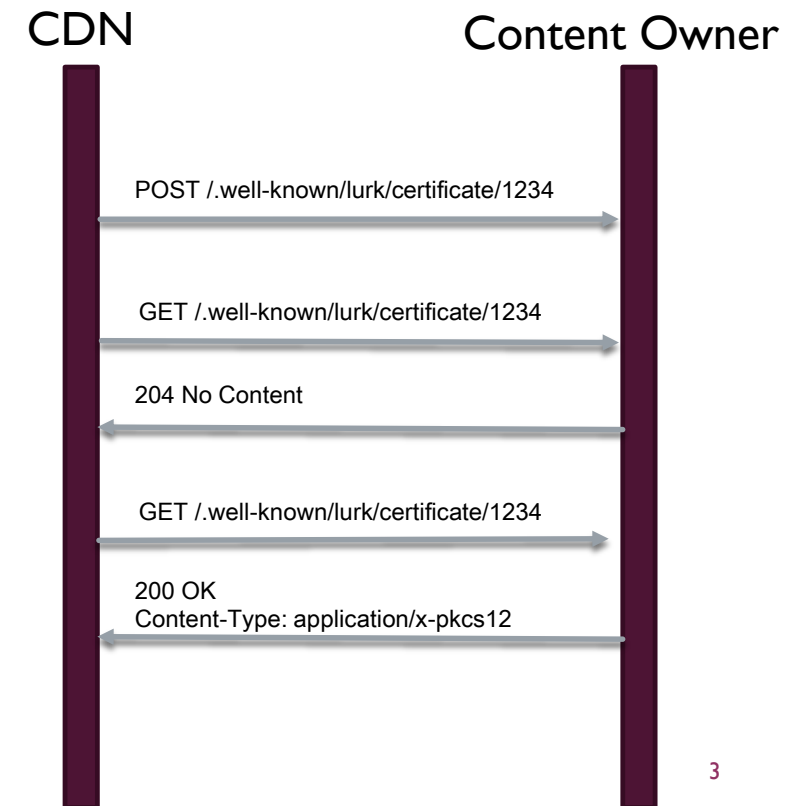 CDN
Content Owner
POST /.well-known/lurk/certificate/1234
GET /.well-known/lurk/certificate/1234
204 No Content
GET /.well-known/lurk/certificate/1234
200 OK
Content-Type: application/x-pkcs12
3